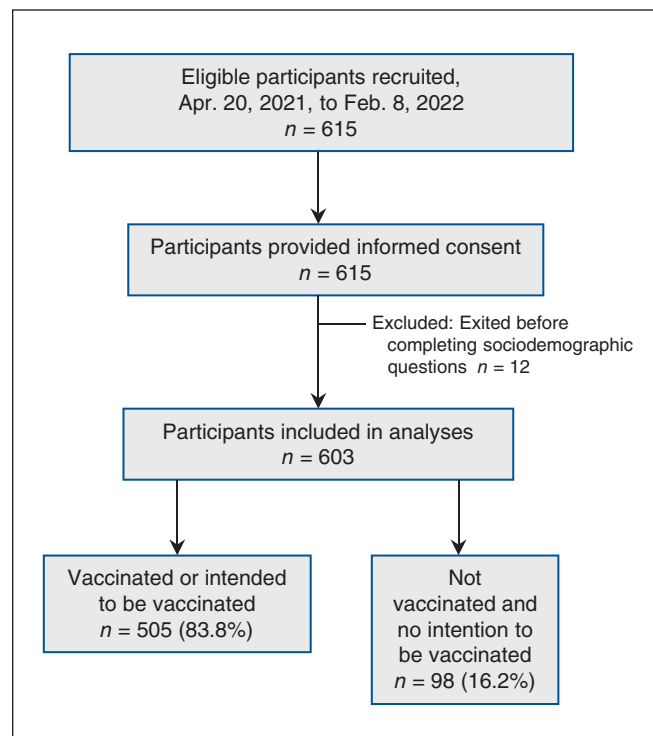 Eligible participants recruited,
Apr. 20, 2021, to Feb. 8, 2022
n = 615
Participants provided informed consent
n = 615
Excluded: Exited before
completing sociodemographic
questions n = 12
Participants included in analyses
n = 603
Vaccinated or intended
to be vaccinated
n = 505 (83.8%)
Not
vaccinated and
no intention to
be vaccinated
n = 98 (16.2%)